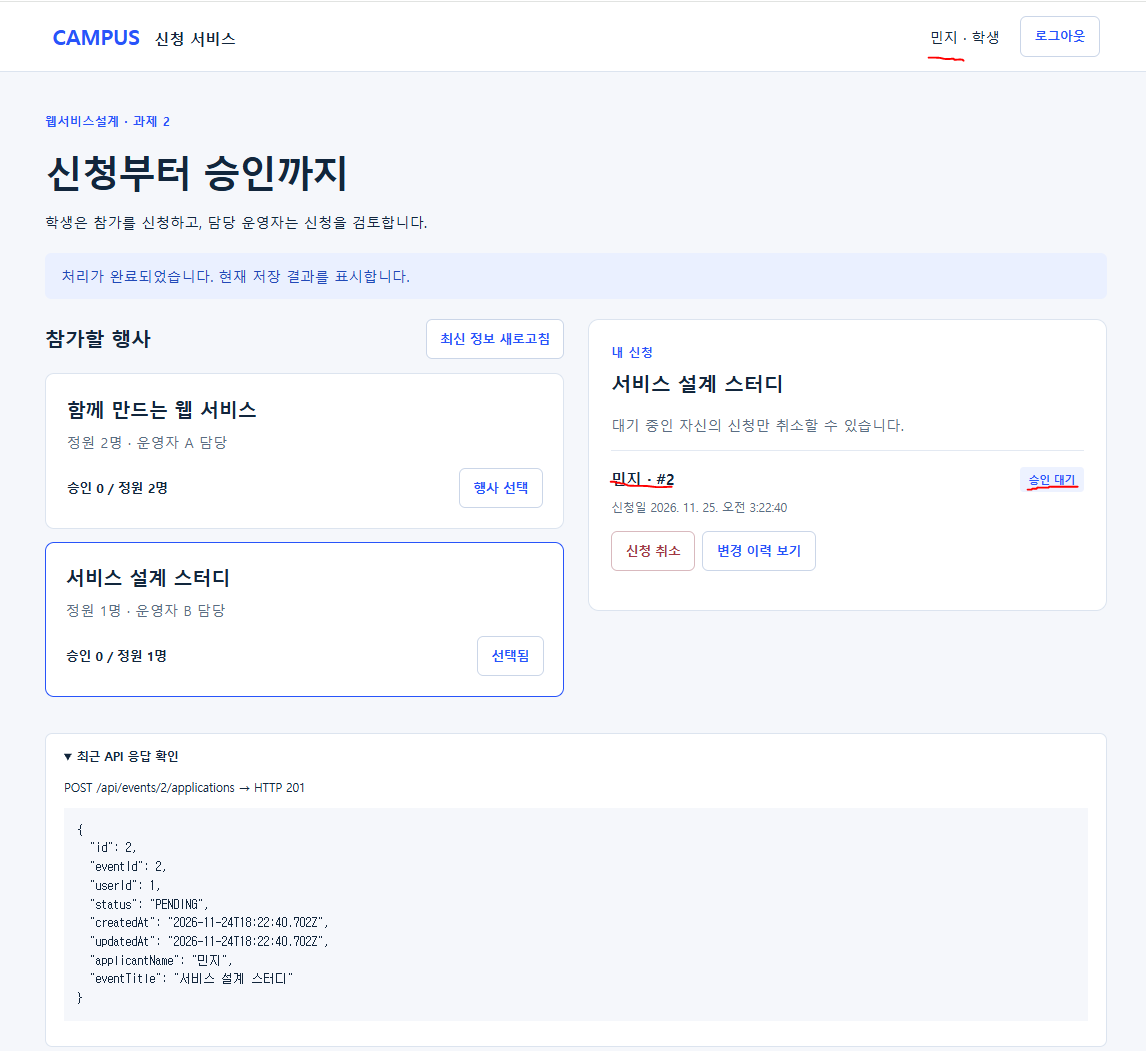 CAMPUS 신청 서비스
민지 · 학생 로그아웃
웹서비스설계 · 과제 2
신청부터 승인까지
학생은 참가를 신청하고, 담당 운영자는 신청을 검토합니다.
처리가 완료되었습니다. 현재 저장 결과를 표시합니다.
참가할 행사 최신 정보 새로고침
함께 만드는 웹 서비스
정원 2명 · 운영자 A 담당
승인 0 / 정원 2명 행사 선택
서비스 설계 스터디
정원 1명 · 운영자 B 담당
승인 0 / 정원 1명 선택됨
내 신청
서비스 설계 스터디
대기 중인 자신의 신청만 취소할 수 있습니다.
민지 · #2 승인 대기
신청일 2026. 11. 25. 오전 3:22:40
신청 취소 변경 이력 보기
▼ 최근 API 응답 확인
POST /api/events/2/applications → HTTP 201
{
"id": 2,
"eventId": 2,
"userId": 1,
"status": "PENDING",
"createdAt": "2026-11-24T18:22:40.702Z",
"updatedAt": "2026-11-24T18:22:40.702Z",
"applicantName": "민지",
"eventTitle": "서비스 설계 스터디"
}